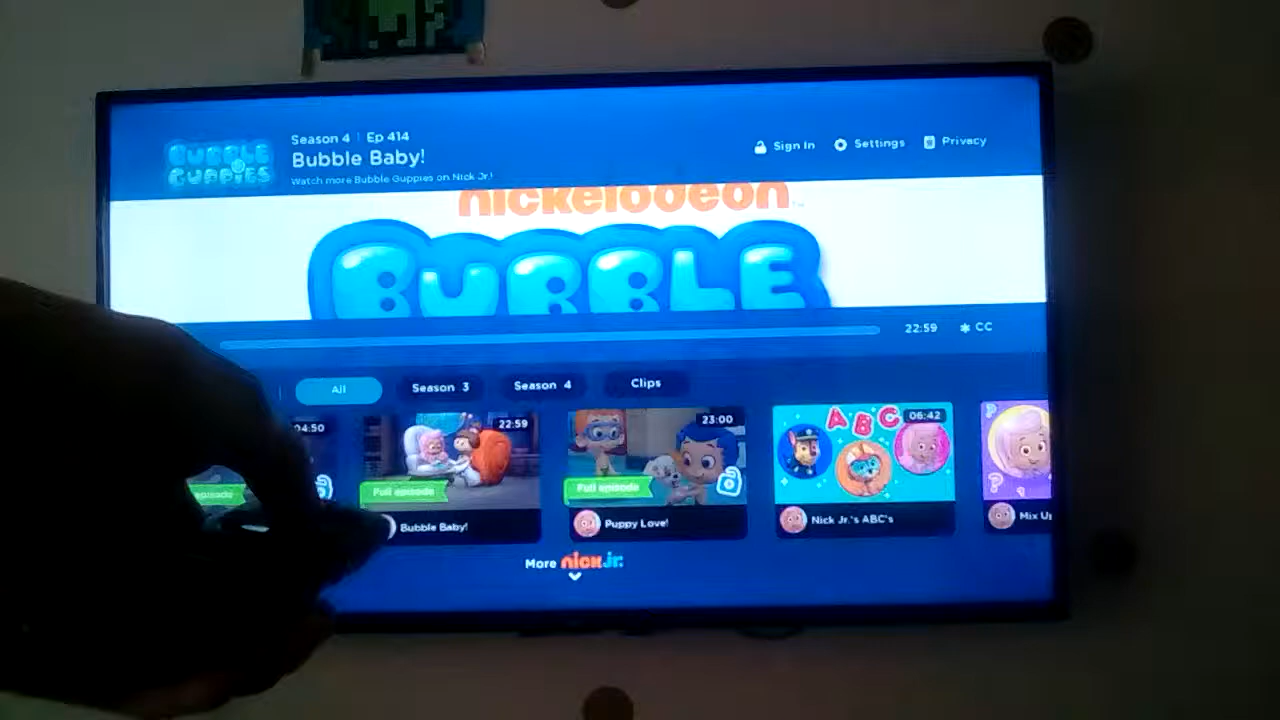 BUBBLE
GUPPIES
Season 4 | Ep 414
Bubble Baby!
Watch more Bubble Guppies on Nick Jr.!
Sign In
Settings
Privacy
nickelodeon
BUBBLE
22:59
CC
All
Season 3
Season 4
Clips
04:50
22:59
23:00
ABC
06:42
episode
Full episode
Full episode
Bubble Baby!
Puppy Love!
Nick Jr.'s ABC's
Mix U
More nick jr.